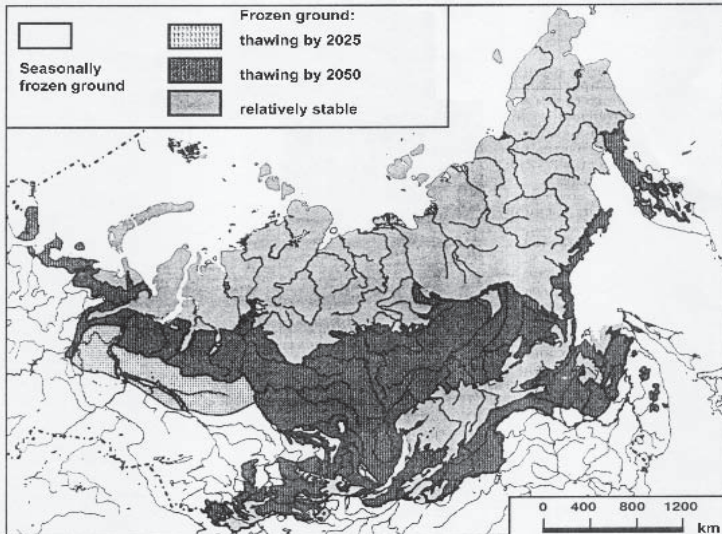 Frozen ground:
thawing by 2025
Seasonally
frozen ground
thawing by 2050
relatively stable
0 400 800 1200
km